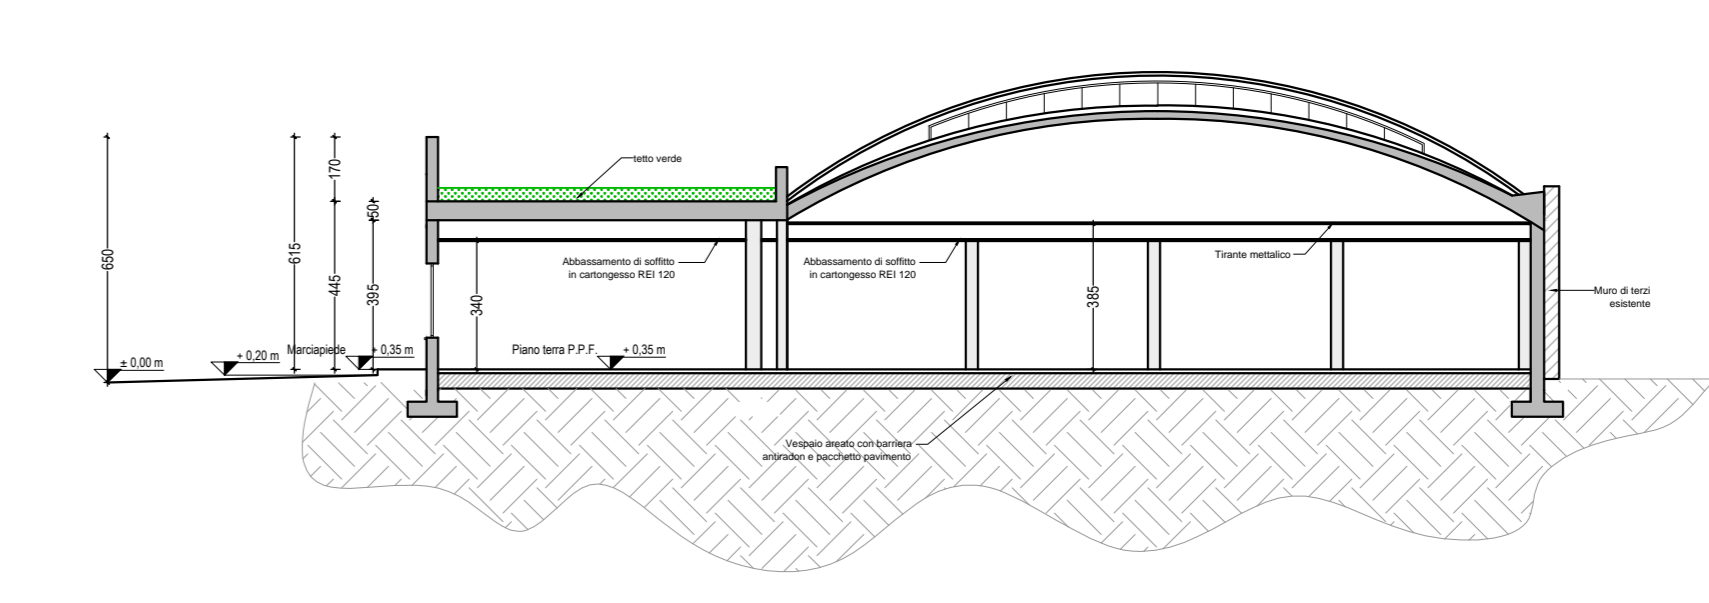 tetto verde
170
50
650
615
445
395
340
385
Abbassamento di soffitto
in cartongesso REI 120
Abbassamento di soffitto
in cartongesso REI 120
Tirante mettalico
Muro di terzi
esistente
± 0,00 m
+ 0,20 m
Marciapiede
+ 0,35 m
Piano terra P.P.F.
+ 0,35 m
Vespaio areato con barriera
antiradon e pacchetto pavimento